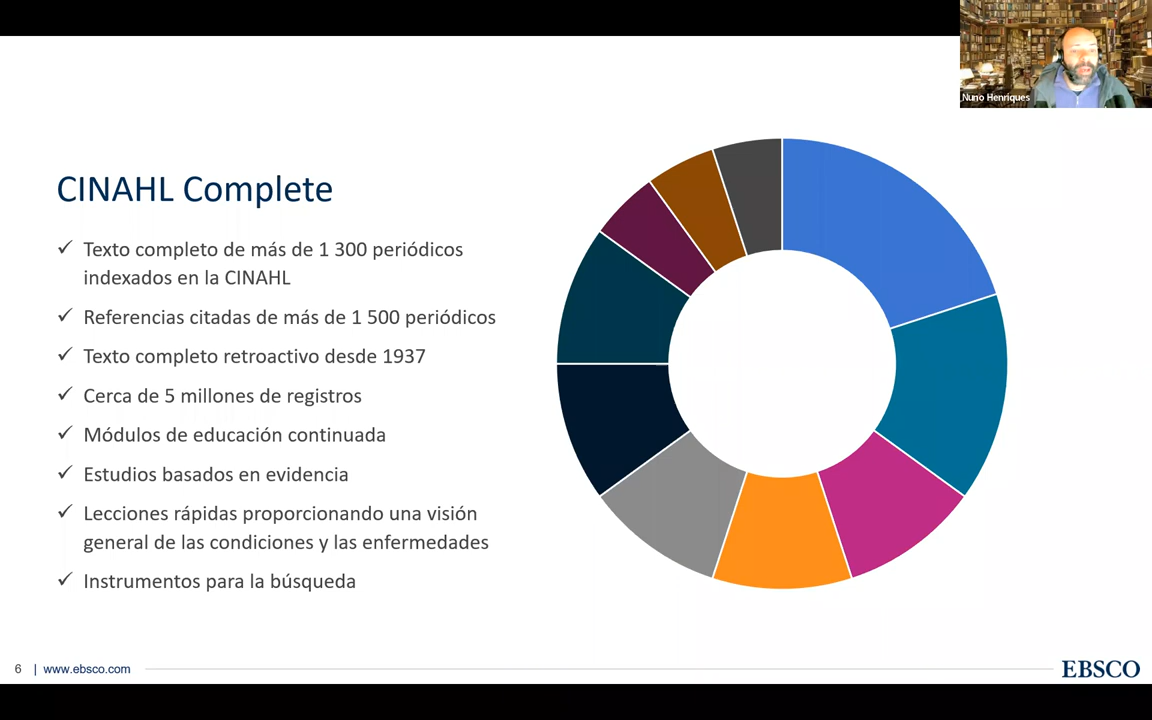 Nuno Henriques
CINAHL Complete
✓ Texto completo de más de 1 300 periódicos
indexados en la CINAHL
✓ Referencias citadas de más de 1 500 periódicos
✓ Texto completo retroactivo desde 1937
✓ Cerca de 5 millones de registros
✓ Módulos de educación continuada
✓ Estudios basados en evidencia
✓ Lecciones rápidas proporcionando una visión
general de las condiciones y las enfermedades
✓ Instrumentos para la búsqueda
6 | www.ebsco.com
EBSCO